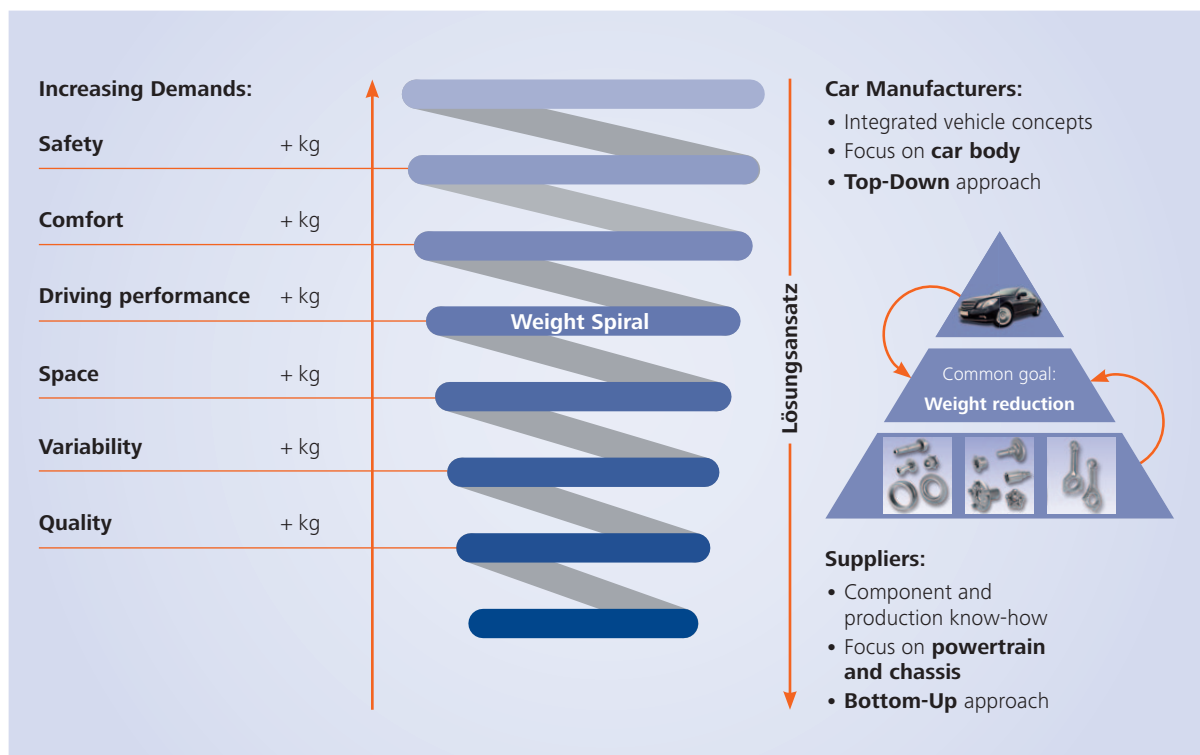 Increasing Demands:
Safety + kg
Comfort + kg
Driving performance + kg
Space + kg
Variability + kg
Quality + kg
Weight Spiral
Lösungsansatz
Car Manufacturers:
• Integrated vehicle concepts
• Focus on car body
• Top-Down approach
Common goal:
Weight reduction
Suppliers:
• Component and
production know-how
• Focus on powertrain
and chassis
• Bottom-Up approach